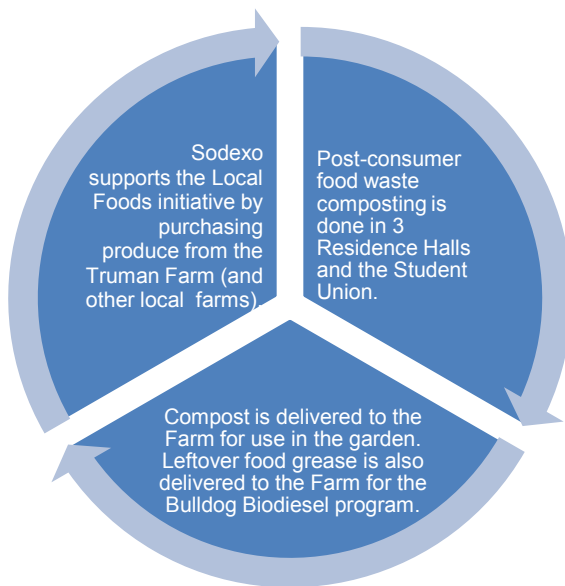 Sodexo
supports the Local
Foods initiative by
purchasing
produce from the
Truman Farm (and
other local farms).
Post-consumer
food waste
composting is
done in 3
Residence Halls
and the Student
Union.
Compost is delivered to the
Farm for use in the garden.
Leftover food grease is also
delivered to the Farm for the
Bulldog Biodiesel program.